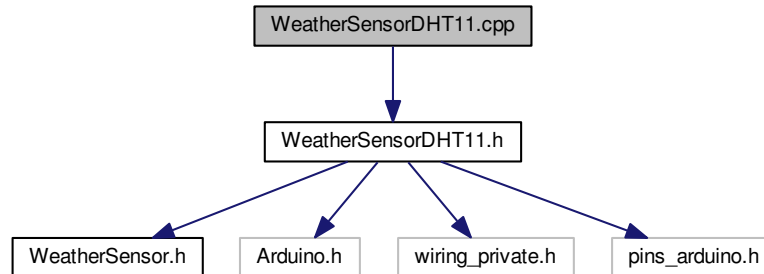 WeatherSensorDHT11.cpp
WeatherSensorDHT11.h
WeatherSensor.h
Arduino.h
wiring_private.h
pins_arduino.h